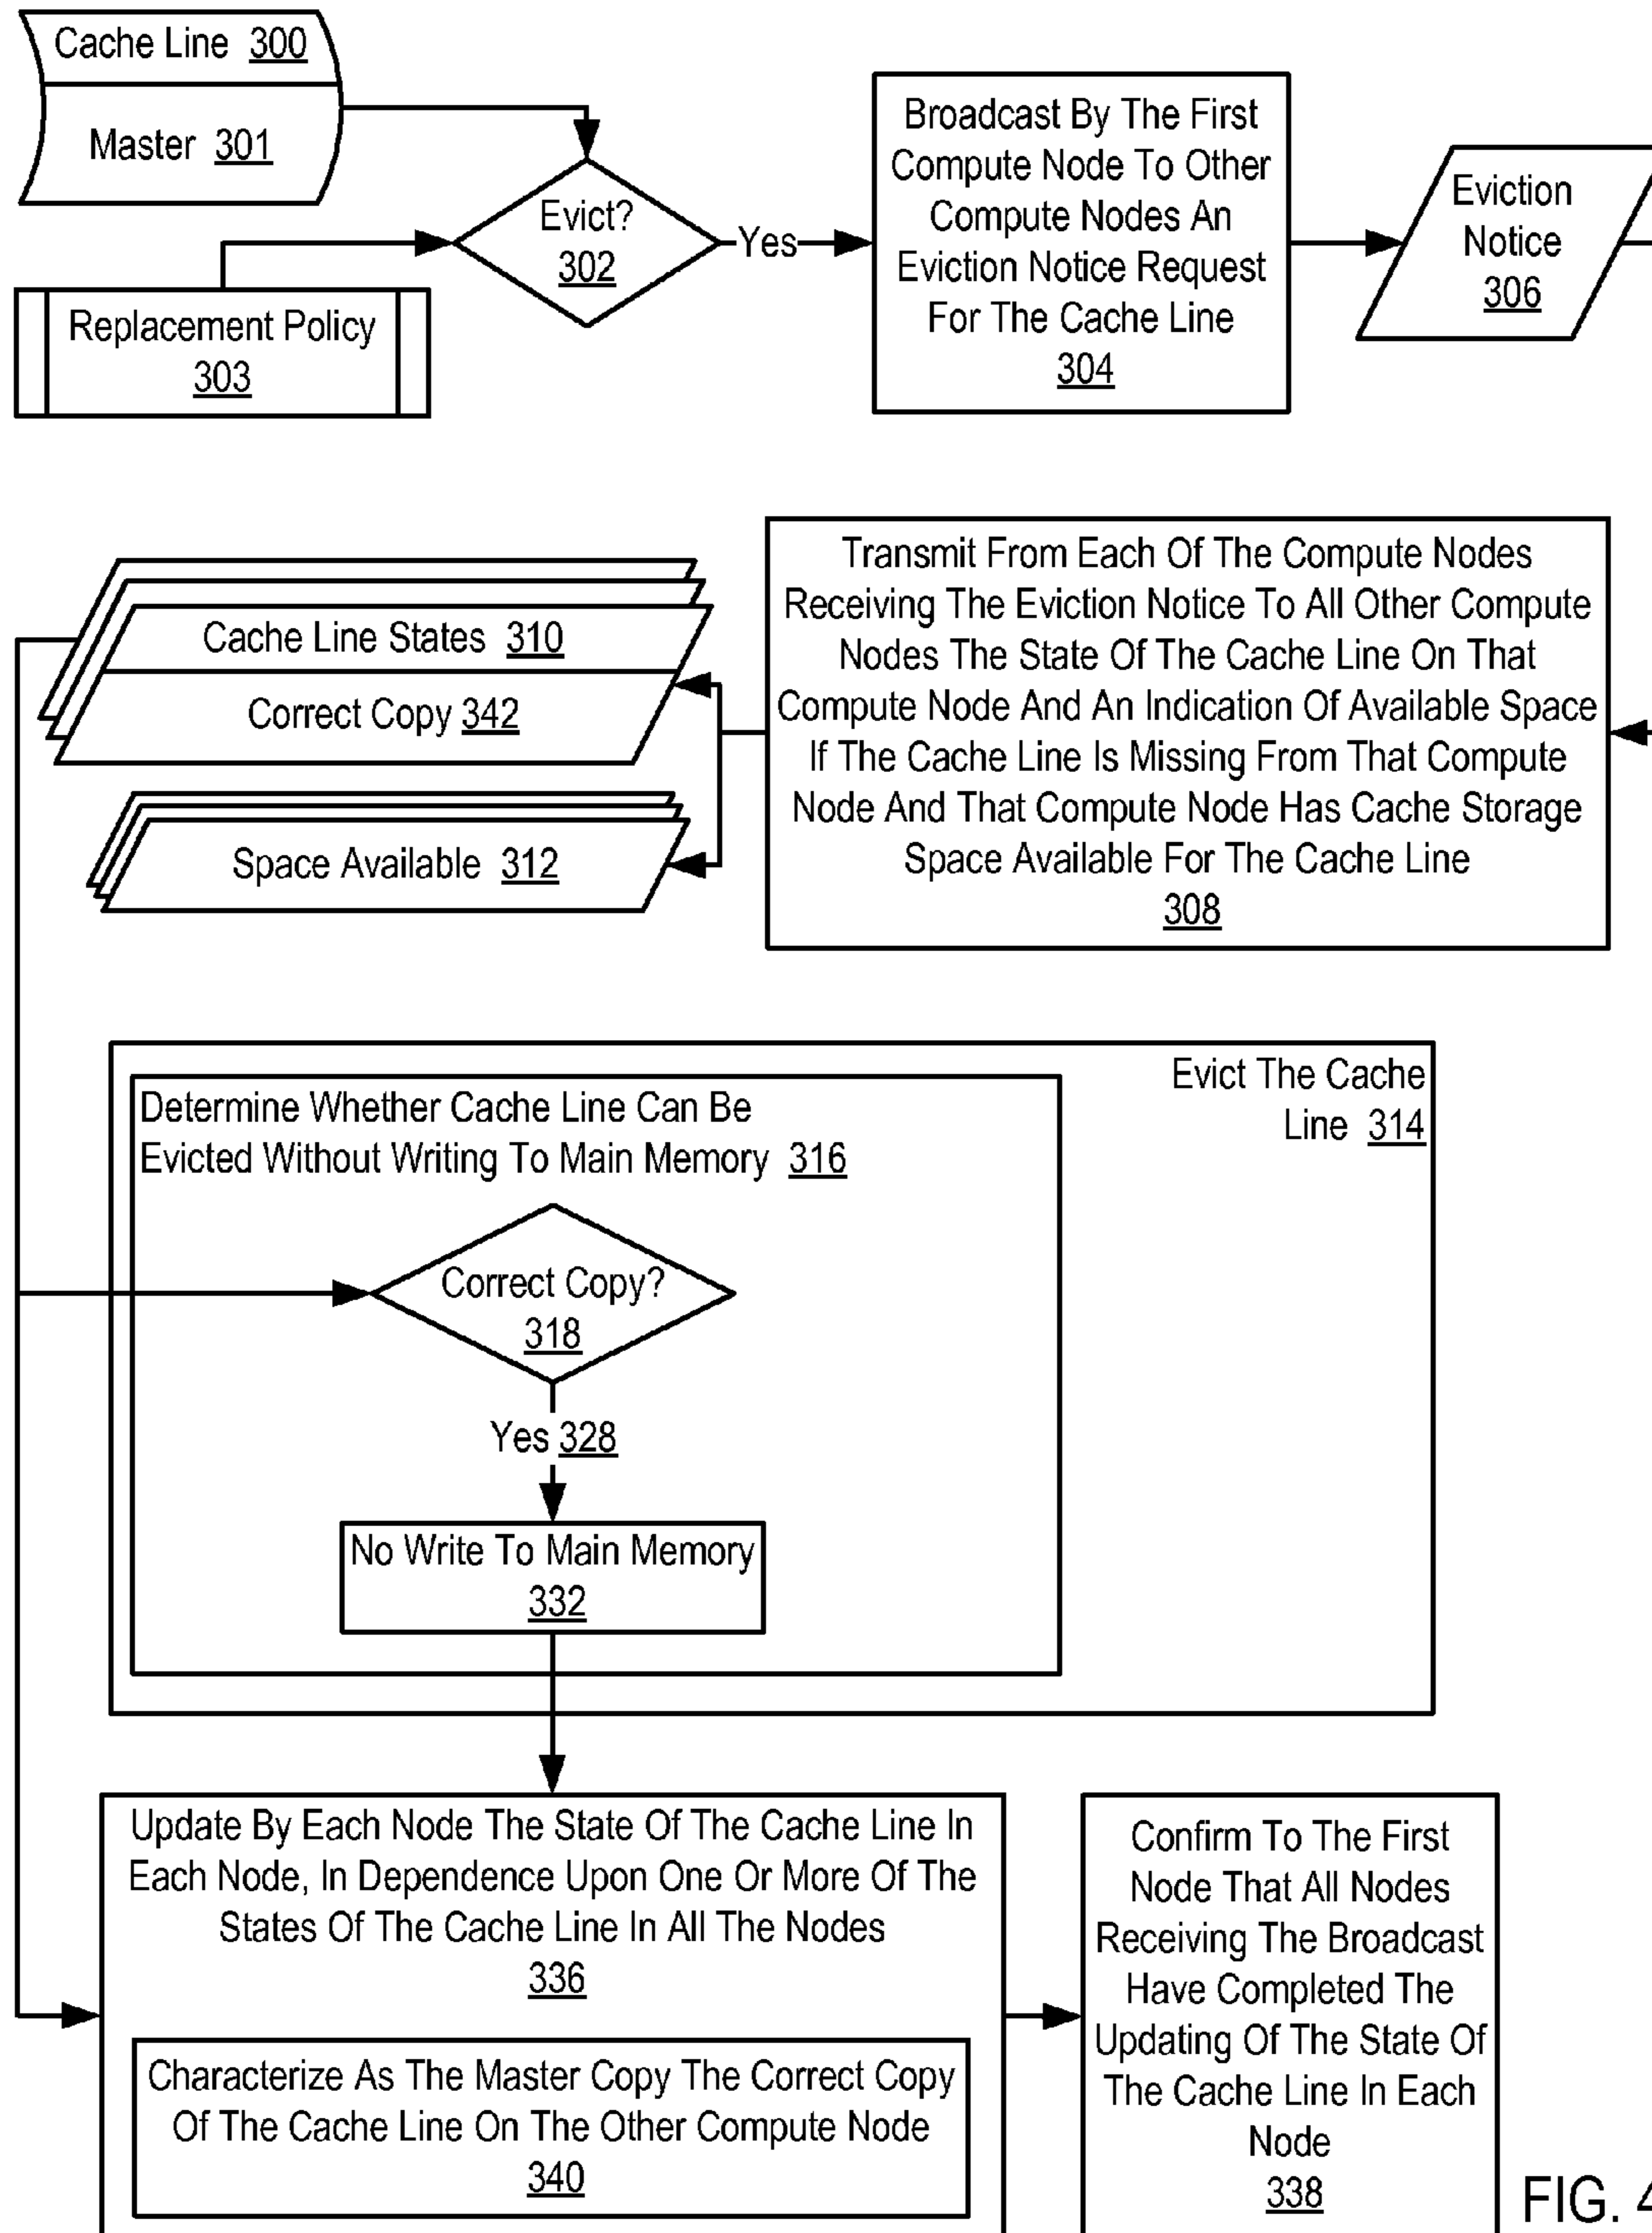 Cache Line 300
Master 301
Evict?
302
Yes
Replacement Policy
303
Broadcast By The First
Compute Node To Other
Compute Nodes An
Eviction Notice Request
For The Cache Line
304
Eviction
Notice
306
Transmit From Each Of The Compute Nodes
Receiving The Eviction Notice To All Other Compute
Nodes The State Of The Cache Line On That
Compute Node And An Indication Of Available Space
If The Cache Line Is Missing From That Compute
Node And That Compute Node Has Cache Storage
Space Available For The Cache Line
308
Cache Line States 310
Correct Copy 342
Space Available 312
Evict The Cache
Line 314
Determine Whether Cache Line Can Be
Evicted Without Writing To Main Memory 316
Correct Copy?
318
Yes 328
No Write To Main Memory
332
Update By Each Node The State Of The Cache Line In
Each Node, In Dependence Upon One Or More Of The
States Of The Cache Line In All The Nodes
336
Characterize As The Master Copy The Correct Copy
Of The Cache Line On The Other Compute Node
340
Confirm To The First
Node That All Nodes
Receiving The Broadcast
Have Completed The
Updating Of The State Of
The Cache Line In Each
Node
338
FIG. 4